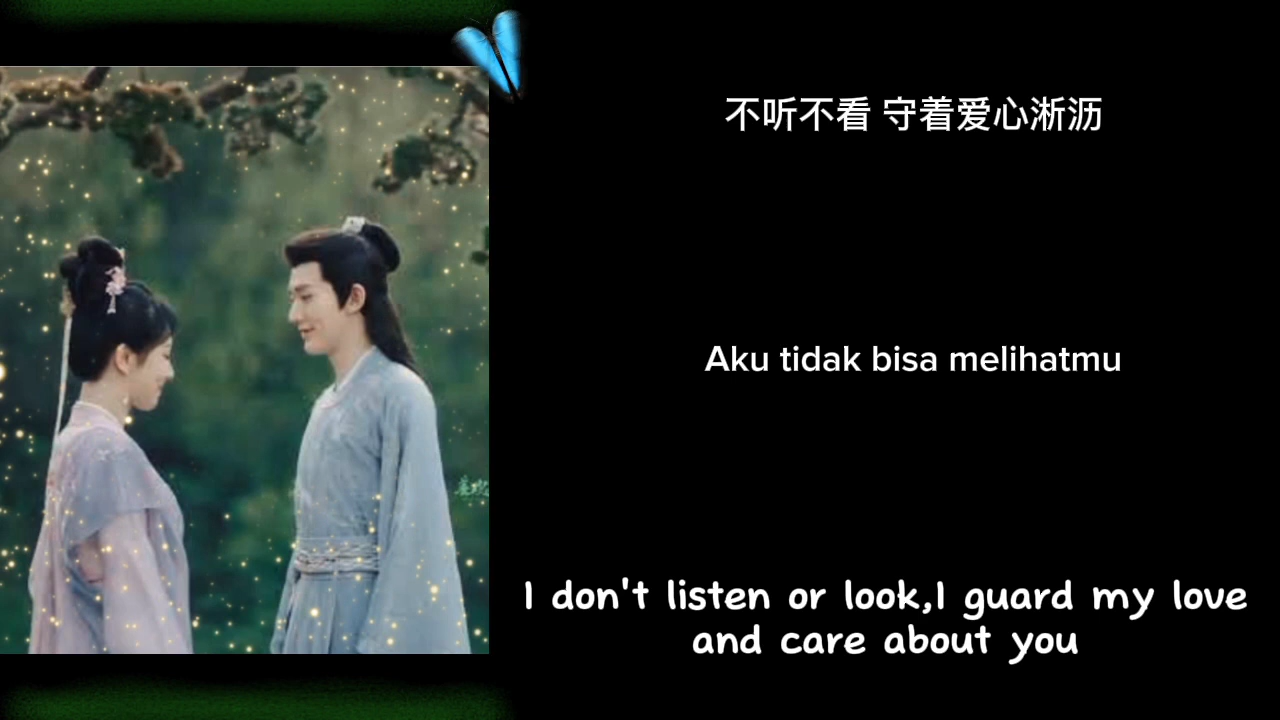 不听不看 守着爱心淅沥
Aku tidak bisa melihatmu
I don't listen or look,I guard my love
and care about you